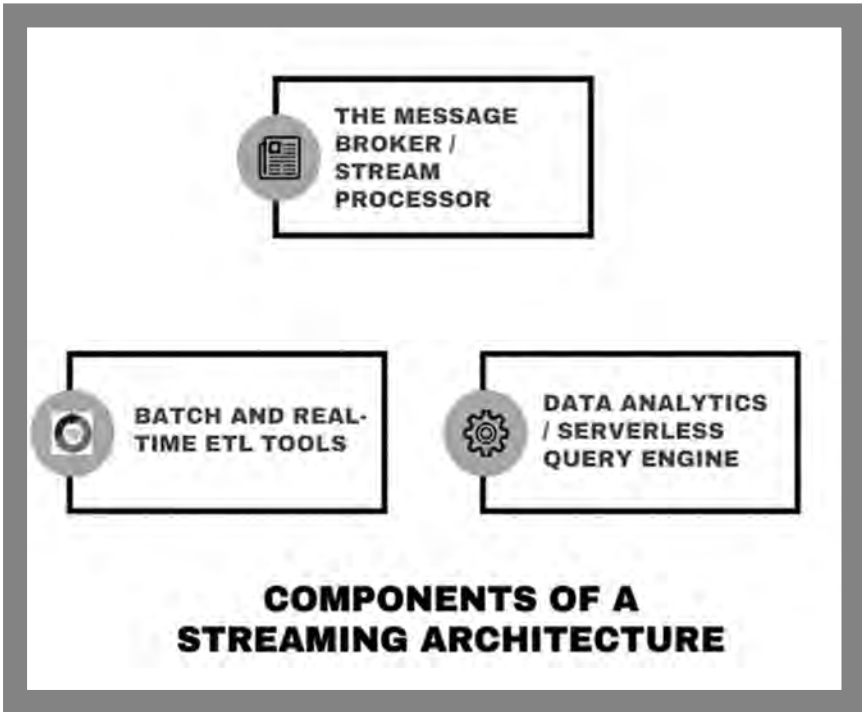 THE MESSAGE
BROKER /
STREAM
PROCESSOR
BATCH AND REAL-
TIME ETL TOOLS
DATA ANALYTICS
/ SERVERLESS
QUERY ENGINE
COMPONENTS OF A
STREAMING ARCHITECTURE